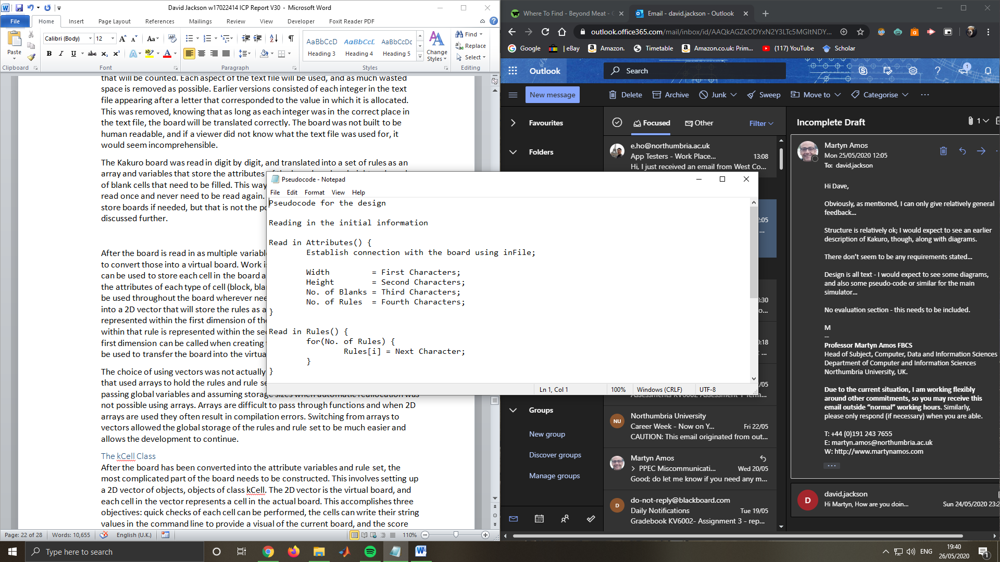 David Jackson w17022414 ICP Report V30 - Microsoft Word
File Home Insert Page Layout References Mailings Review View Developer Foxit Reader PDF
Paste
Calibri (Body) 12
AaBbCcD AaBbCcL AaBbCcDc
Heading 3 Heading 4 Heading 5
Change Styles
Find
Replace
Select
Clipboard Font Paragraph Styles Editing
that will be counted. Each aspect of the text file will be used, and as much wasted
space is removed as possible. Earlier versions consisted of each integer in the text
file appearing after a letter that corresponded to the value in which it is allocated.
This was removed, knowing that as long as each integer was in the correct place in
the text file, the board will be translated correctly. The board was not built to be
human readable, and if a viewer did not know what the text file was used for, it
would seem incomprehensible.
The Kakuro board was read in digit by digit, and translated into a set of rules as an
array and variables that store the attributes
of blank cells that need to be filled. This way
read once and never need to be read again.
store boards if needed, but that is not the
discussed further.
After the board is read in as multiple
to convert those into a virtual board. Work
can be used to store each cell in the board
the attributes of each type of cell (block,
be used throughout the board wherever
into a 2D vector that will store the rules as a
represented within the first dimension of
within that rule is represented within the
first dimension can be called when creating
be used to transfer the board into the
The choice of using vectors was not actually
that used arrays to hold the rules and rule
passing global variables and assuming storage sizes when automatic reallocation was
not possible using arrays. Arrays are difficult to pass through functions and when 2D
arrays are used they often result in compilation errors. Switching from arrays to
vectors allowed the global storage of the rules and rule set to be much easier and
allows the development to continue.
The kCell Class
After the board has been converted into the attribute variables and rule set, the
most complicated part of the board needs to be constructed. This involves setting up
a 2D vector of objects, objects of class kCell. The 2D vector is the virtual board, and
each cell in the vector represents a cell in the actual board. This accomplishes three
objectives: quick checks of each cell can be performed, the cells can write their string
values in the command line to provide a visual of the current board, and the score
Page: 22 of 28 Words: 10,655 English (U.K.) 110%
Pseudocode - Notepad
File Edit Format View Help
Pseudocode for the design
Reading in the initial information
Read in Attributes() {
Establish connection with the board using inFile;
Width = First Characters;
Height = Second Characters;
No. of Blanks = Third Characters;
No. of Rules = Fourth Characters;
}
Read in Rules() {
for(No. of Rules) {
Rules[i] = Next Character;
}
}
Ln 1, Col 1 100% Windows (CRLF) UTF-8
Where To Find - Beyond Meat - Email - david.jackson - Outlook
outlook.office365.com/mail/inbox/id/AAQkAGZkODYxN2Y3LTc5MGItNDY...
Google | eBay Amazon. Timetable Amazon.co.uk: Prim... (117) YouTube Scholar
Outlook Search 1
New message Delete Archive Junk Sweep Move to Categorise
Favourites
Folders
Groups
New group
Discover groups
Manage groups
Focused Other Filter
e.ho@northumbria.ac.uk
App Testers - Work Place... 13:08
Hi, I just received an email from West Co...
Northumbria University
NU
Career Week - Now on Y... Fri 22/05
CAUTION: This email originated from out...
Martyn Amos
PPEC Miscommunicati... Wed 20/05
Good; do let me know if you need any m...
do-not-reply@blackboard.com
D
Daily Notifications Tue 19/05
Gradebook KV6002- Assignment 3 - rep...
Incomplete Draft 1
Martyn Amos
Mon 25/05/2020 12:05
To: david.jackson
Hi Dave,
Obviously, as mentioned, I can only give relatively general
feedback...
Structure is relatively ok; I would expect to see an earlier
description of Kakuro, though, along with diagrams.
There don't seem to be any requirements stated...
Design is all text - I would expect to see some diagrams,
and also some pseudo-code or similar for the main
simulator...
No evaluation section - this needs to be included.
M
--
Professor Martyn Amos FBCS
Head of Subject, Computer, Data and Information Sciences
Department of Computer and Information Sciences
Northumbria University, UK.
Due to the current situation, I am working flexibly
around other commitments, so you may receive this
email outside "normal" working hours. Similarly,
please only respond (if necessary) when you are able.
T: +44 (0)191 243 7655
E: martyn.amos@northumbria.ac.uk
W: http://www.martynamos.com
D
david.jackson
Hi Martyn, How are you doin... Sun 24/05/2020 23:2
Type here to search
ENG 19:40
26/05/2020
1